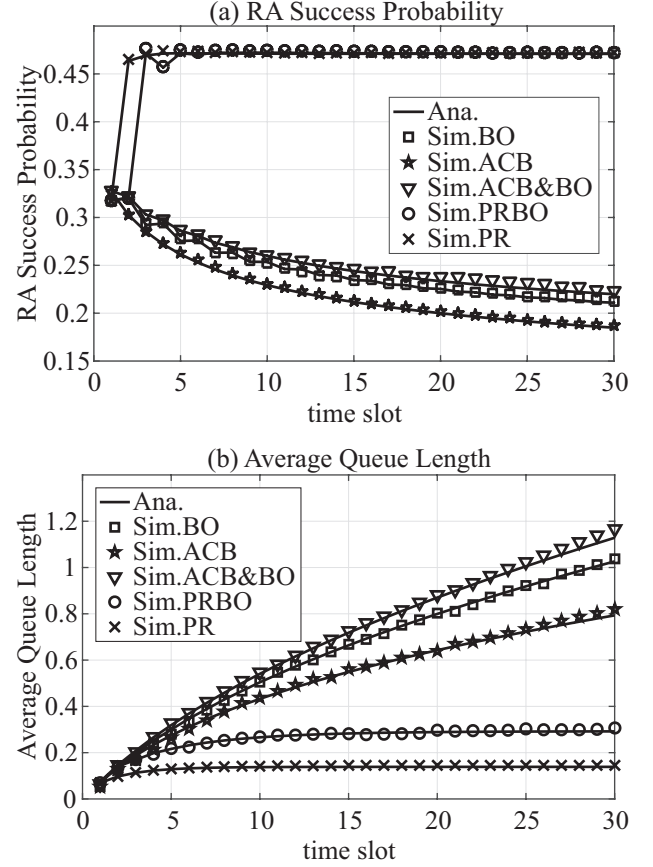 (a) RA Success Probability
RA Success Probability
0.45
0.4
0.35
0.3
0.25
0.2
0.15
Ana.
Sim.BO
Sim.ACB
Sim.ACB&BO
Sim.PRBO
Sim.PR
0 5 10 15 20 25 30
time slot
(b) Average Queue Length
Average Queue Length
1.2
1
0.8
0.6
0.4
0.2
0
Ana.
Sim.BO
Sim.ACB
Sim.ACB&BO
Sim.PRBO
Sim.PR
0 5 10 15 20 25 30
time slot